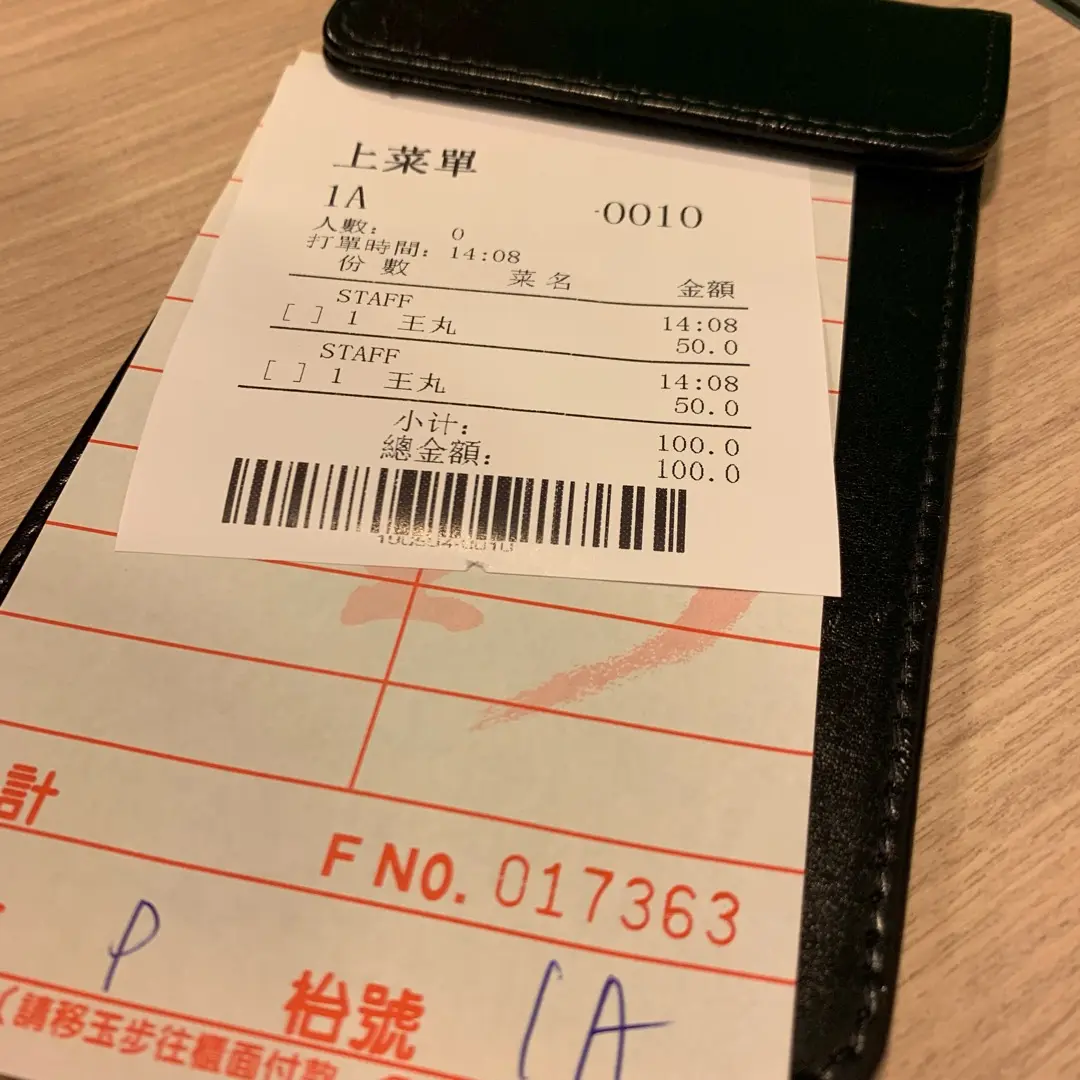 上菜單
1A 0010
人數: 0
打單時間: 14:08
份 數 菜 名 金額
STAFF 14:08
[ ] 1 王丸 50.0
STAFF 14:08
[ ] 1 王丸 50.0
小计: 100.0
總金額: 100.0
計
F NO. 017363
P
枱號 1A
(請移玉步往櫃面付款